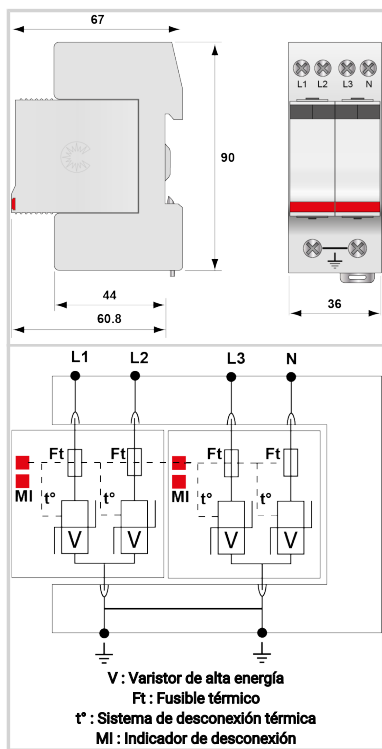 67
L1 L2 L3 N
90
44
60.8
36
L1 L2 L3 N
Ft Ft Ft Ft
MI t° t° MI t° t°
V V V V
V : Varistor de alta energía
Ft : Fusible térmico
t° : Sistema de desconexión térmica
MI : Indicador de desconexión